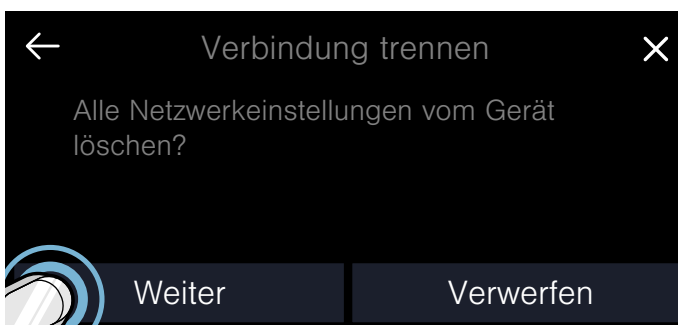 Verbindung trennen
Alle Netzwerkeinstellungen vom Gerät
löschen?
Weiter
Verwerfen